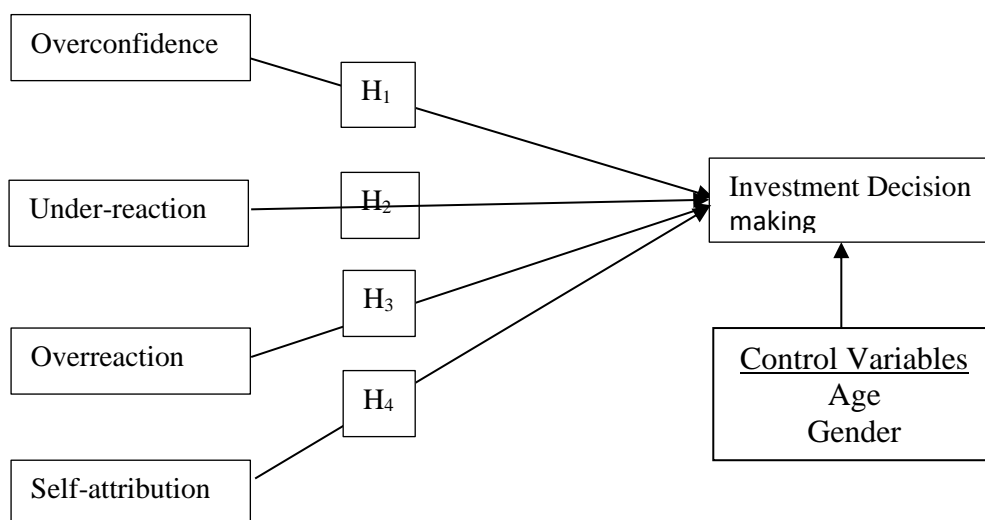 Overconfidence
H₁
Under-reaction
H₂
Overreaction
H₃
Self-attribution
H₄
Investment Decision
making
Control Variables
Age
Gender